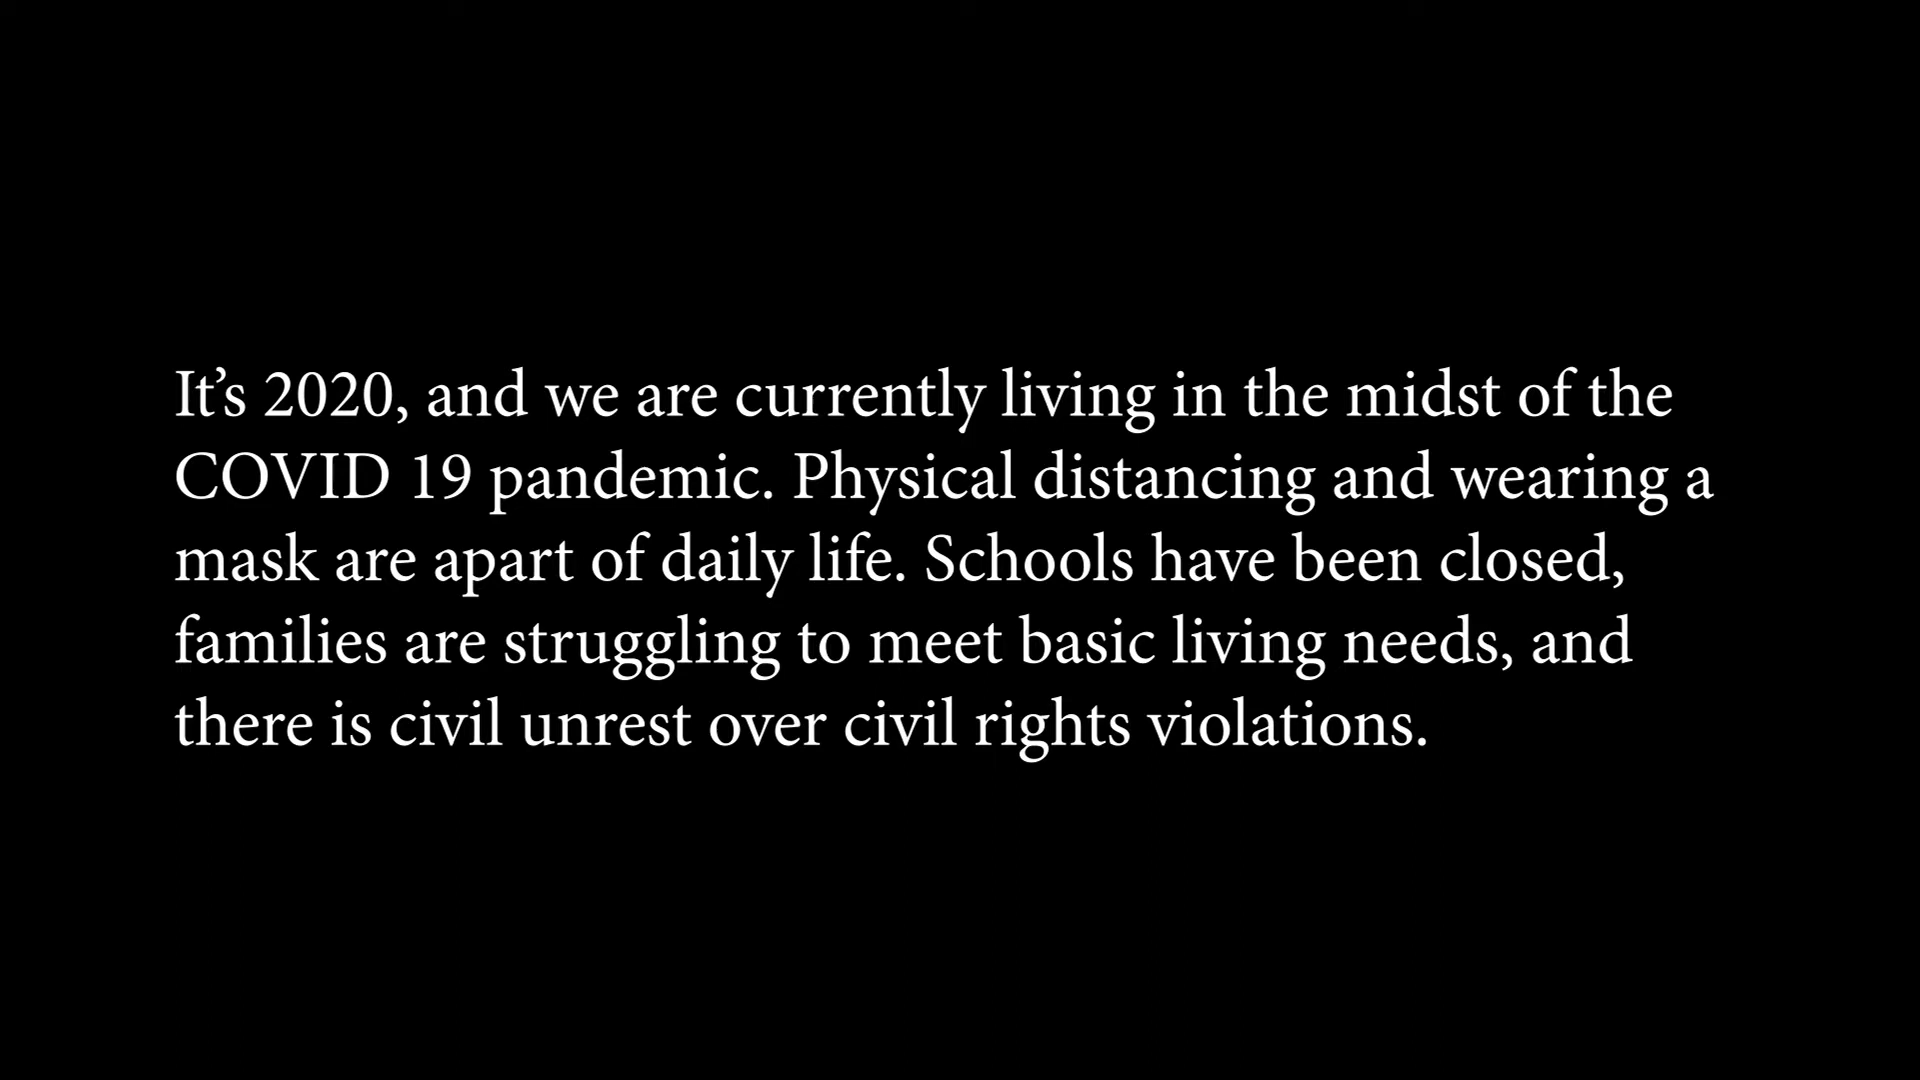 It’s 2020, and we are currently living in the midst of the
COVID 19 pandemic. Physical distancing and wearing a
mask are apart of daily life. Schools have been closed,
families are struggling to meet basic living needs, and
there is civil unrest over civil rights violations.